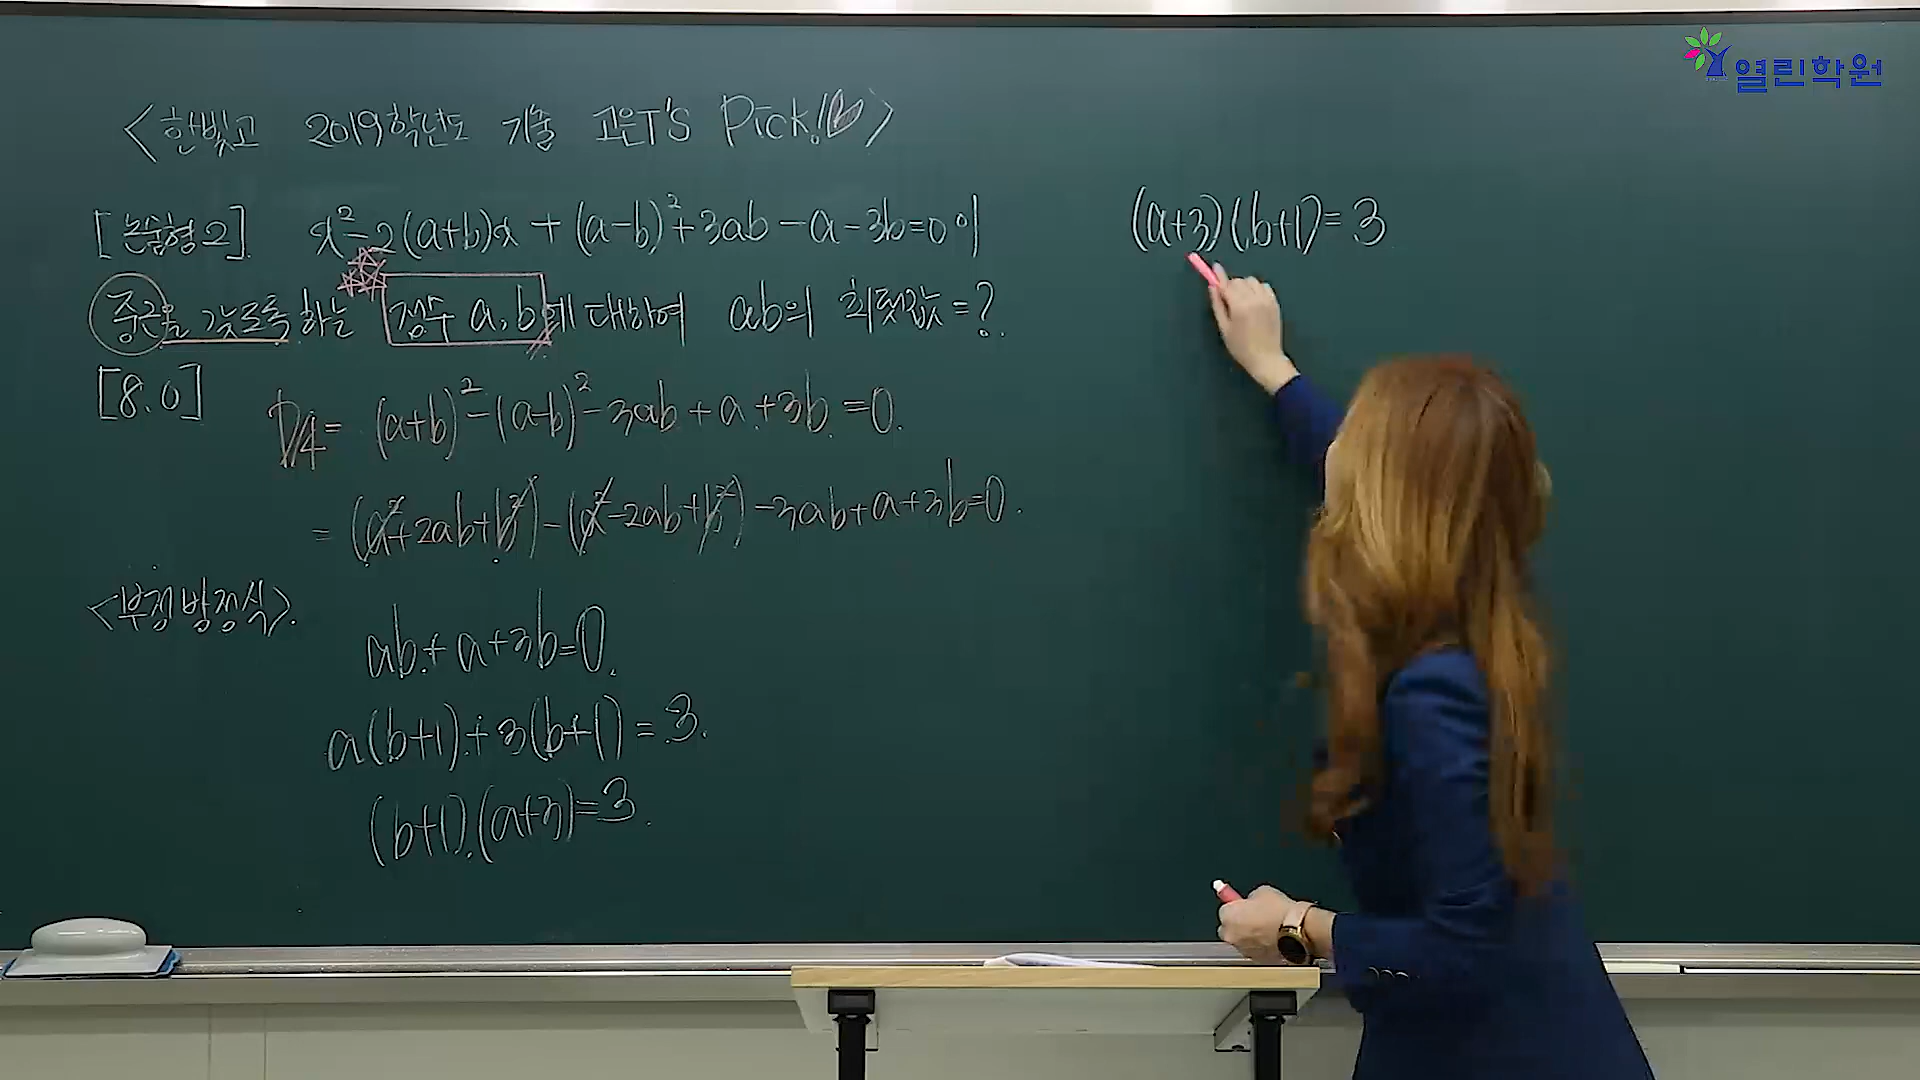 열린학원
<한빛고 2019학년도 기출 고은T'S Pick!>
[논술형2] x²-2(a+b)x+(a-b)²+3ab-a-3b=0이
중근을 갖도록 하는 정수 a,b에 대하여 ab의 최댓값=?
[8.0] D/4= (a+b)²-(a-b)²-3ab+a+3b=0.
=(a²+2ab+b²)-(a²-2ab+b²)-3ab+a+3b=0.
<부정방정식>.
ab+a+3b=0.
a(b+1)+3(b+1)=3.
(b+1)(a+3)=3.
(a+3)(b+1)=3